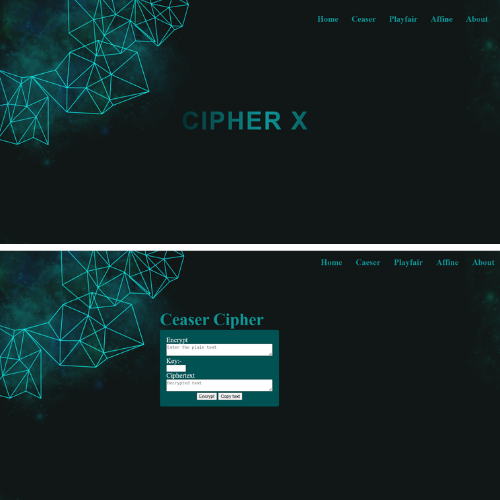 Home Ceaser Playfair Affine About
CIPHER X
Home Caeser Playfair Affine About
Ceaser Cipher
Encrypt
Enter the plain text
Key:-
Ciphertext
Encrypted text
Encrypt Copy text